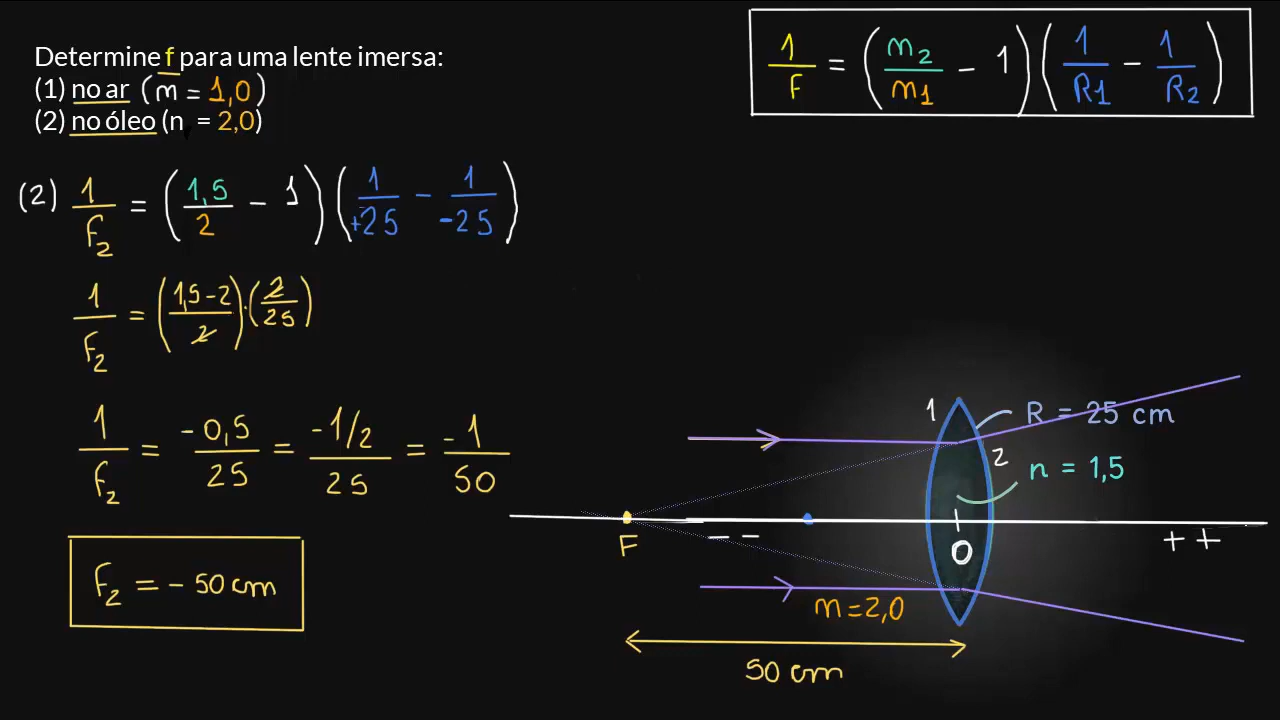 Determine f para uma lente imersa:
(1) no ar (n = 1,0)
(2) no óleo (n = 2,0)
1/F = (n2/n1 - 1)(1/R1 - 1/R2)
(2) 1/F2 = (1,5/2 - 1)(1/+25 - 1/-25)
1/F2 = (1,5-2/2)·(2/25)
1/F2 = -0,5/25 = -1/2/25 = -1/50
F2 = - 50 cm
1
R = 25 cm
2
n = 1,5
F
- -
0
+ +
n=2,0
50 cm